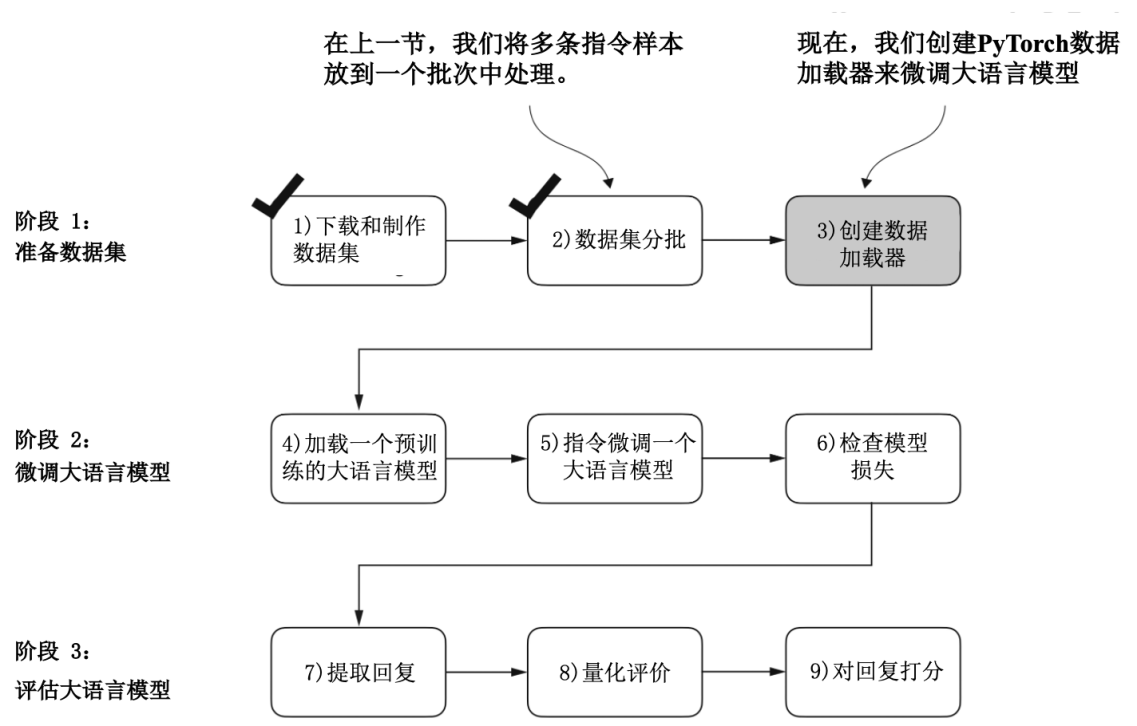 在上一节，我们将多条指令样本
放到一个批次中处理。
现在，我们创建PyTorch数据
加载器来微调大语言模型
阶段 1：
准备数据集
1)下载和制作
数据集
2)数据集分批
3)创建数据
加载器
阶段 2：
微调大语言模型
4)加载一个预训
练的大语言模型
5)指令微调一个
大语言模型
6)检查模型
损失
阶段 3：
评估大语言模型
7)提取回复
8)量化评价
9)对回复打分